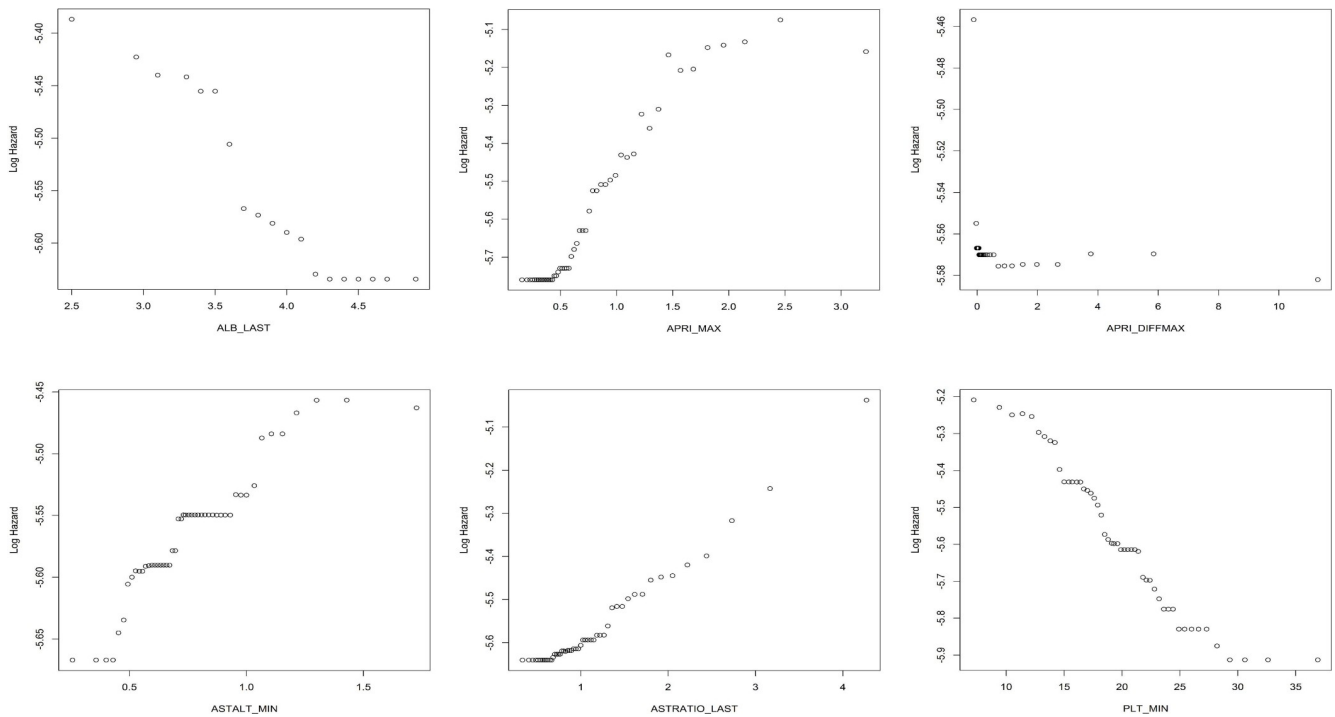 Log Hazard
-5.40
-5.45
-5.50
-5.55
-5.60
2.5 3.0 3.5 4.0 4.5
ALB_LAST
Log Hazard
-5.1
-5.2
-5.3
-5.4
-5.5
-5.6
-5.7
0.5 1.0 1.5 2.0 2.5 3.0
APRI_MAX
Log Hazard
-5.46
-5.48
-5.50
-5.52
-5.54
-5.56
-5.58
0 2 4 6 8 10
APRI_DIFFMAX
Log Hazard
-5.45
-5.50
-5.55
-5.60
-5.65
0.5 1.0 1.5
ASTALT_MIN
Log Hazard
-5.1
-5.2
-5.3
-5.4
-5.5
-5.6
1 2 3 4
ASTRATIO_LAST
Log Hazard
-5.2
-5.3
-5.4
-5.5
-5.6
-5.7
-5.8
-5.9
10 15 20 25 30 35
PLT_MIN